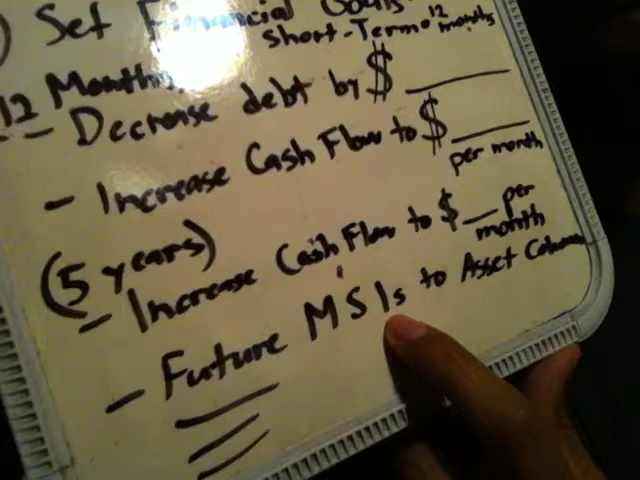 ) Set Financial Goals
short-Term 12 months
12 Months
- Decrease debt by $
- Increase Cash Flow to $
per month
(5 years)
- Increase Cash Flow to $ per
month
- Future MSIs to Asset Column